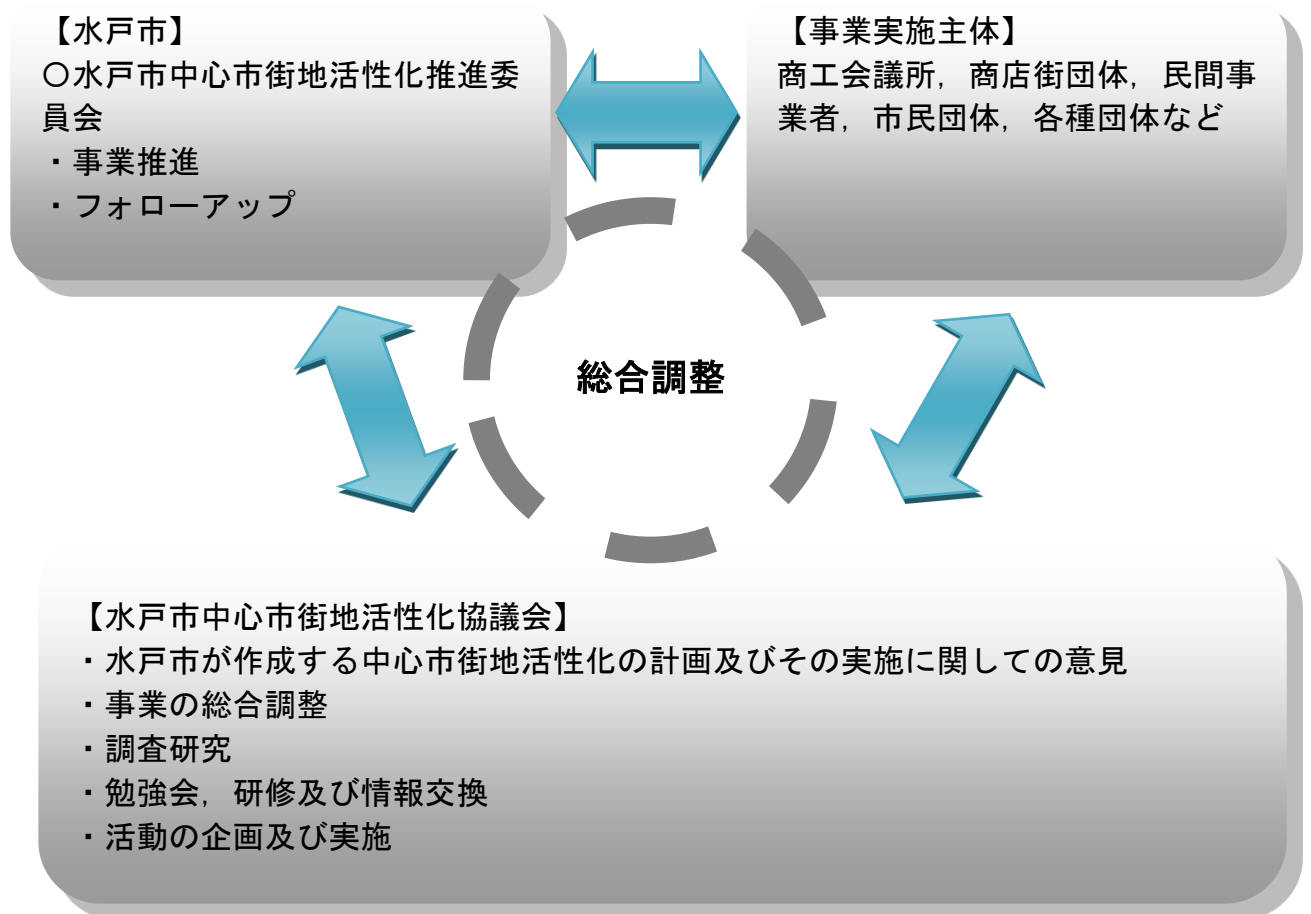 【水戸市】
〇水戸市中心市街地活性化推進委
員会
・事業推進
・フォローアップ
【事業実施主体】
商工会議所，商店街団体，民間事
業者，市民団体，各種団体など
総合調整
【水戸市中心市街地活性化協議会】
・水戸市が作成する中心市街地活性化の計画及びその実施に関しての意見
・事業の総合調整
・調査研究
・勉強会，研修及び情報交換
・活動の企画及び実施